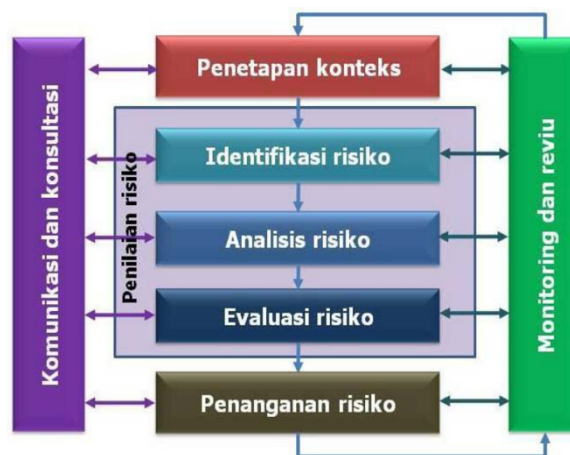 Komunikasi dan konsultasi
Penetapan konteks
Penilaian risiko
Identifikasi risiko
Analisis risiko
Evaluasi risiko
Penanganan risiko
Monitoring dan reviu